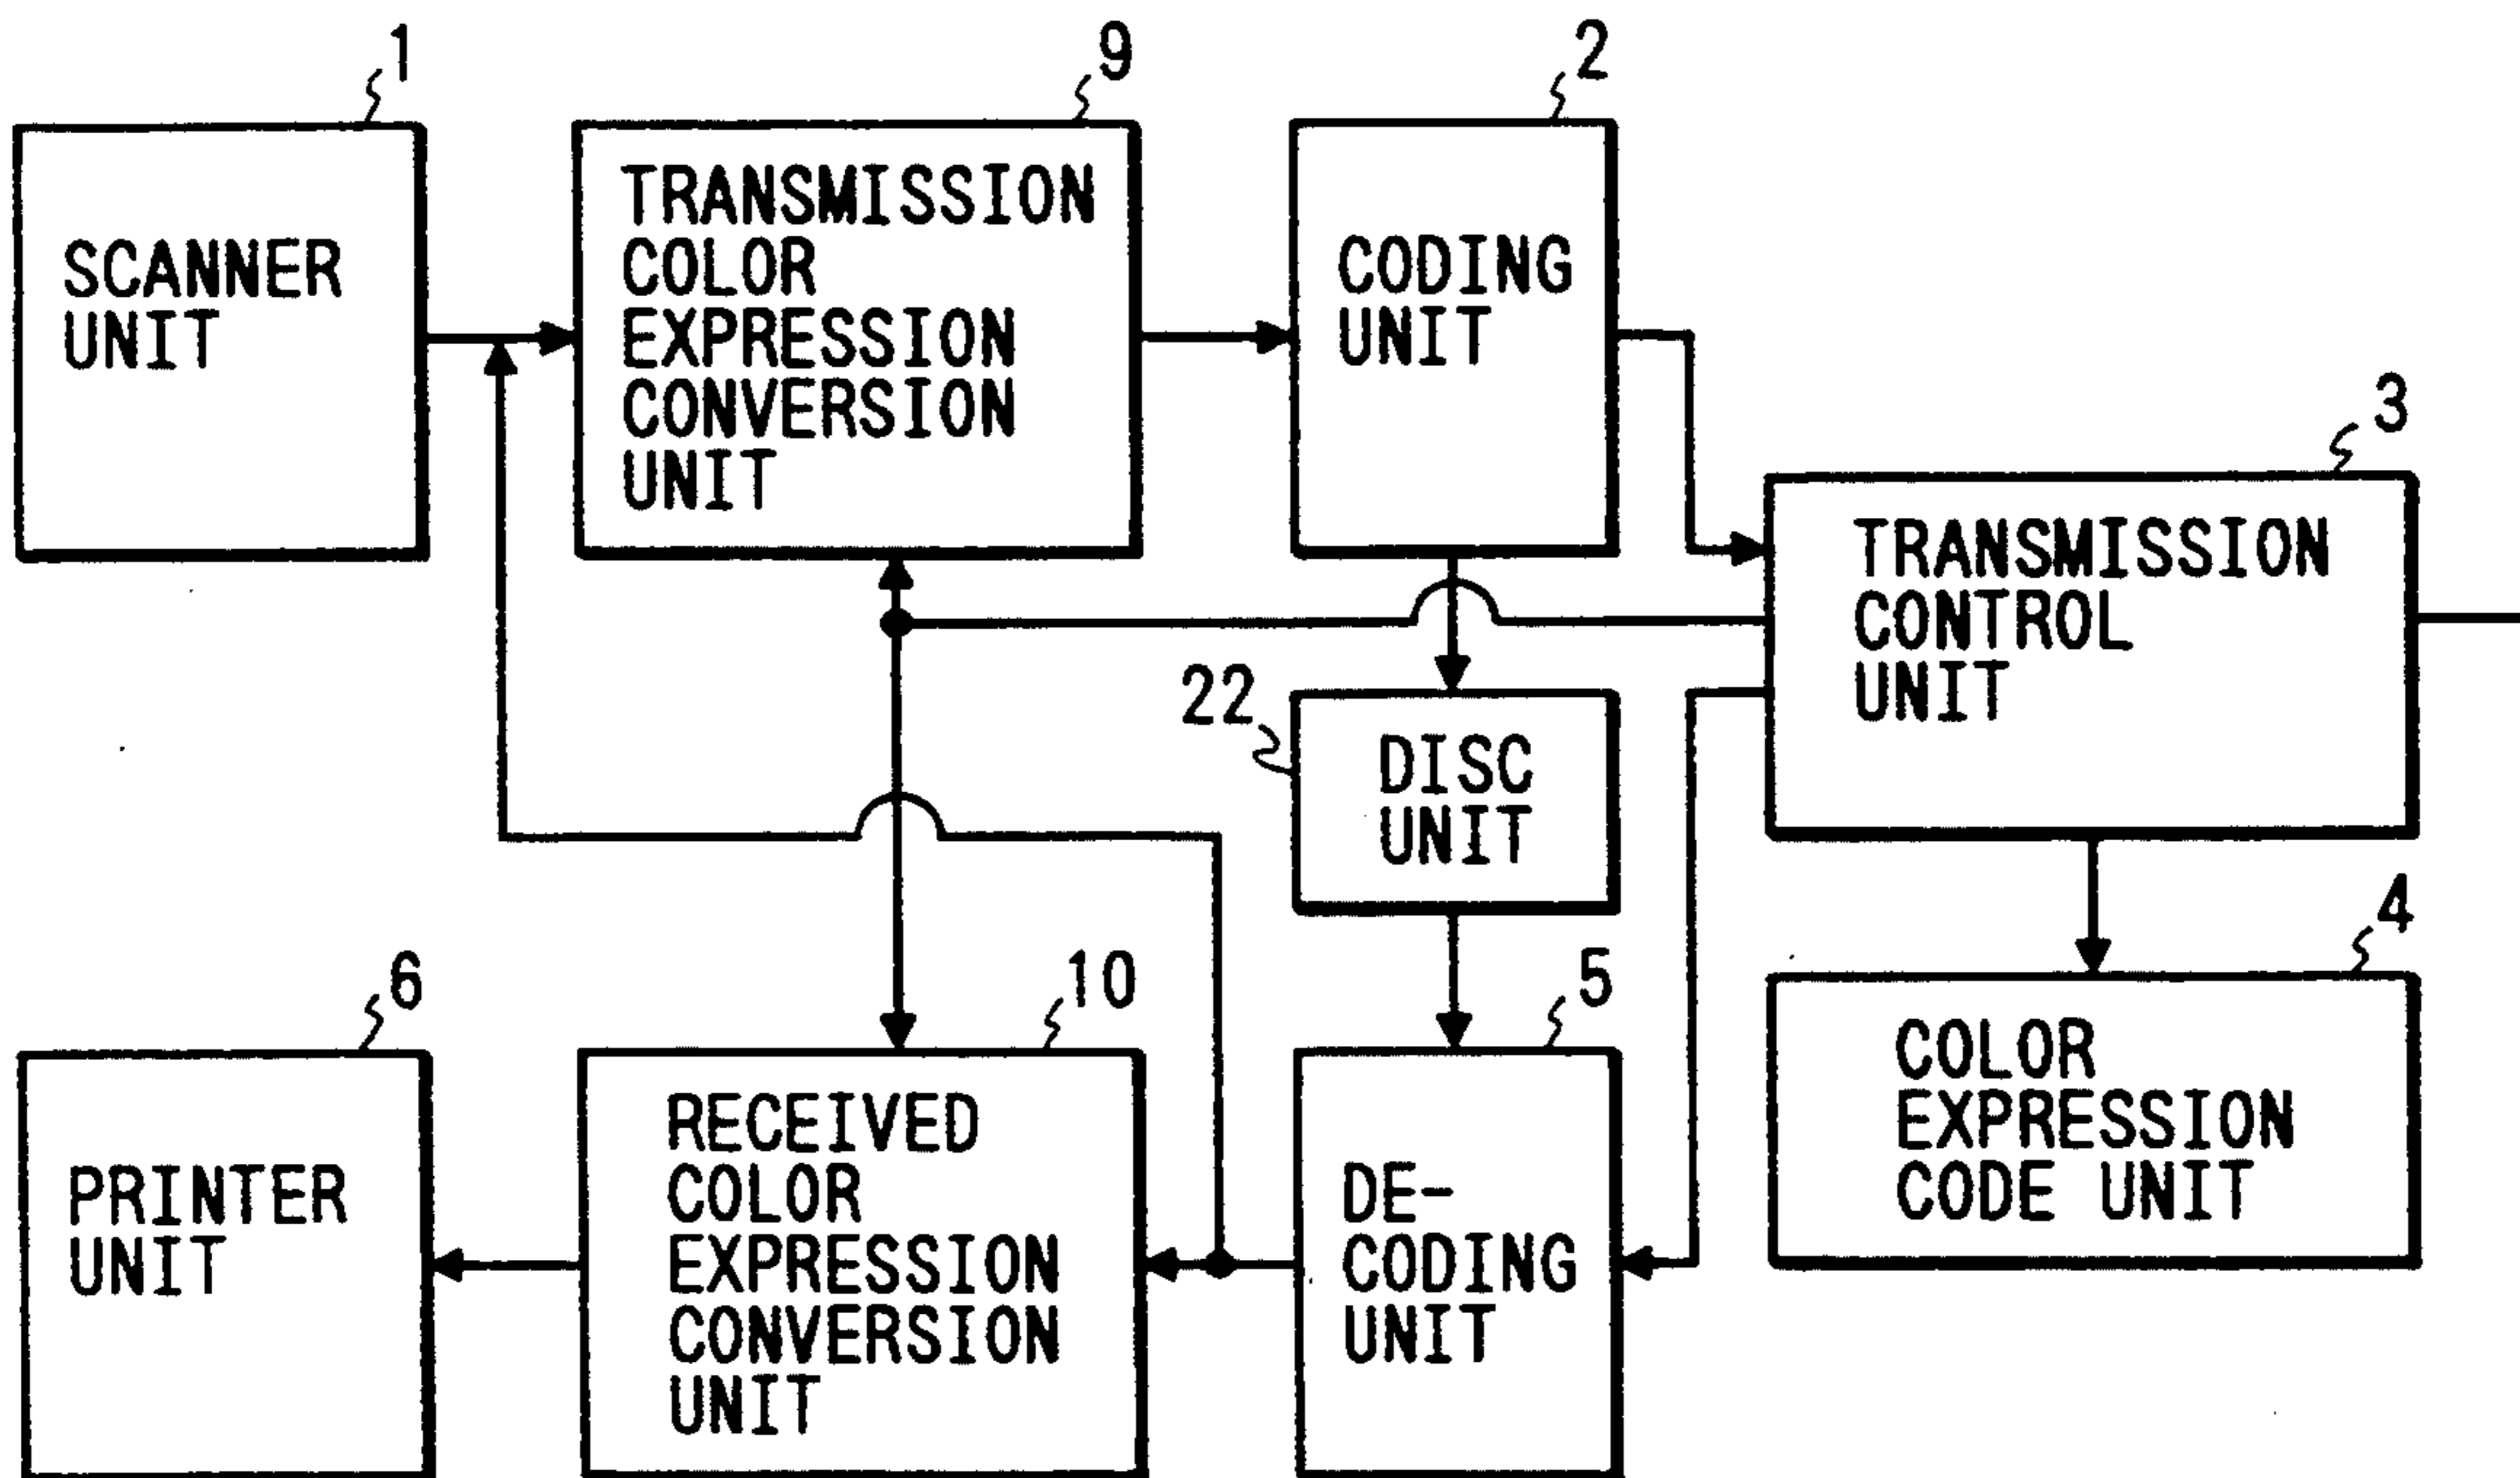 1
SCANNER
UNIT
9
TRANSMISSION
COLOR
EXPRESSION
CONVERSION
UNIT
2
CODING
UNIT
3
TRANSMISSION
CONTROL
UNIT
22
DISC
UNIT
4
COLOR
EXPRESSION
CODE UNIT
6
PRINTER
UNIT
10
RECEIVED
COLOR
EXPRESSION
CONVERSION
UNIT
5
DE-
CODING
UNIT